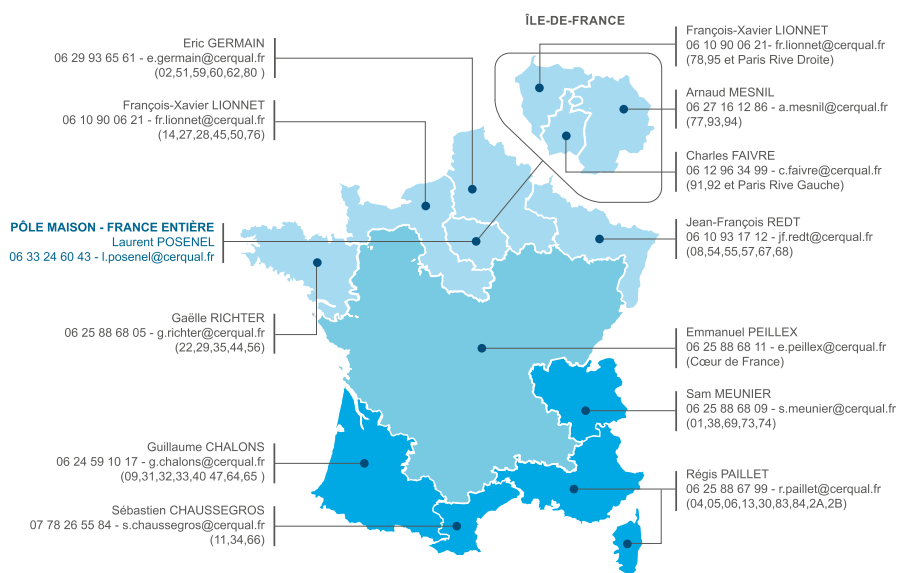 ÎLE-DE-FRANCE
Eric GERMAIN
06 29 93 65 61 - e.germain@cerqual.fr
(02,51,59,60,62,80 )
François-Xavier LIONNET
06 10 90 06 21 - fr.lionnet@cerqual.fr
(14,27,28,45,50,76)
PÔLE MAISON - FRANCE ENTIÈRE
Laurent POSENEL
06 33 24 60 43 - l.posenel@cerqual.fr
Gaëlle RICHTER
06 25 88 68 05 - g.richter@cerqual.fr
(22,29,35,44,56)
Guillaume CHALONS
06 24 59 10 17 - g.chalons@cerqual.fr
(09,31,32,33,40 47,64,65 )
Sébastien CHAUSSEGROS
07 78 26 55 84 - s.chaussegros@cerqual.fr
(11,34,66)
François-Xavier LIONNET
06 10 90 06 21- fr.lionnet@cerqual.fr
(78,95 et Paris Rive Droite)
Arnaud MESNIL
06 27 16 12 86 - a.mesnil@cerqual.fr
(77,93,94)
Charles FAIVRE
06 12 96 34 99 - c.faivre@cerqual.fr
(91,92 et Paris Rive Gauche)
Jean-François REDT
06 10 93 17 12 - jf.redt@cerqual.fr
(08,54,55,57,67,68)
Emmanuel PEILLEX
06 25 88 68 11 - e.peillex@cerqual.fr
(Cœur de France)
Sam MEUNIER
06 25 88 68 09 - s.meunier@cerqual.fr
(01,38,69,73,74)
Régis PAILLET
06 25 88 67 99 - r.paillet@cerqual.fr
(04,05,06,13,30,83,84,2A,2B)